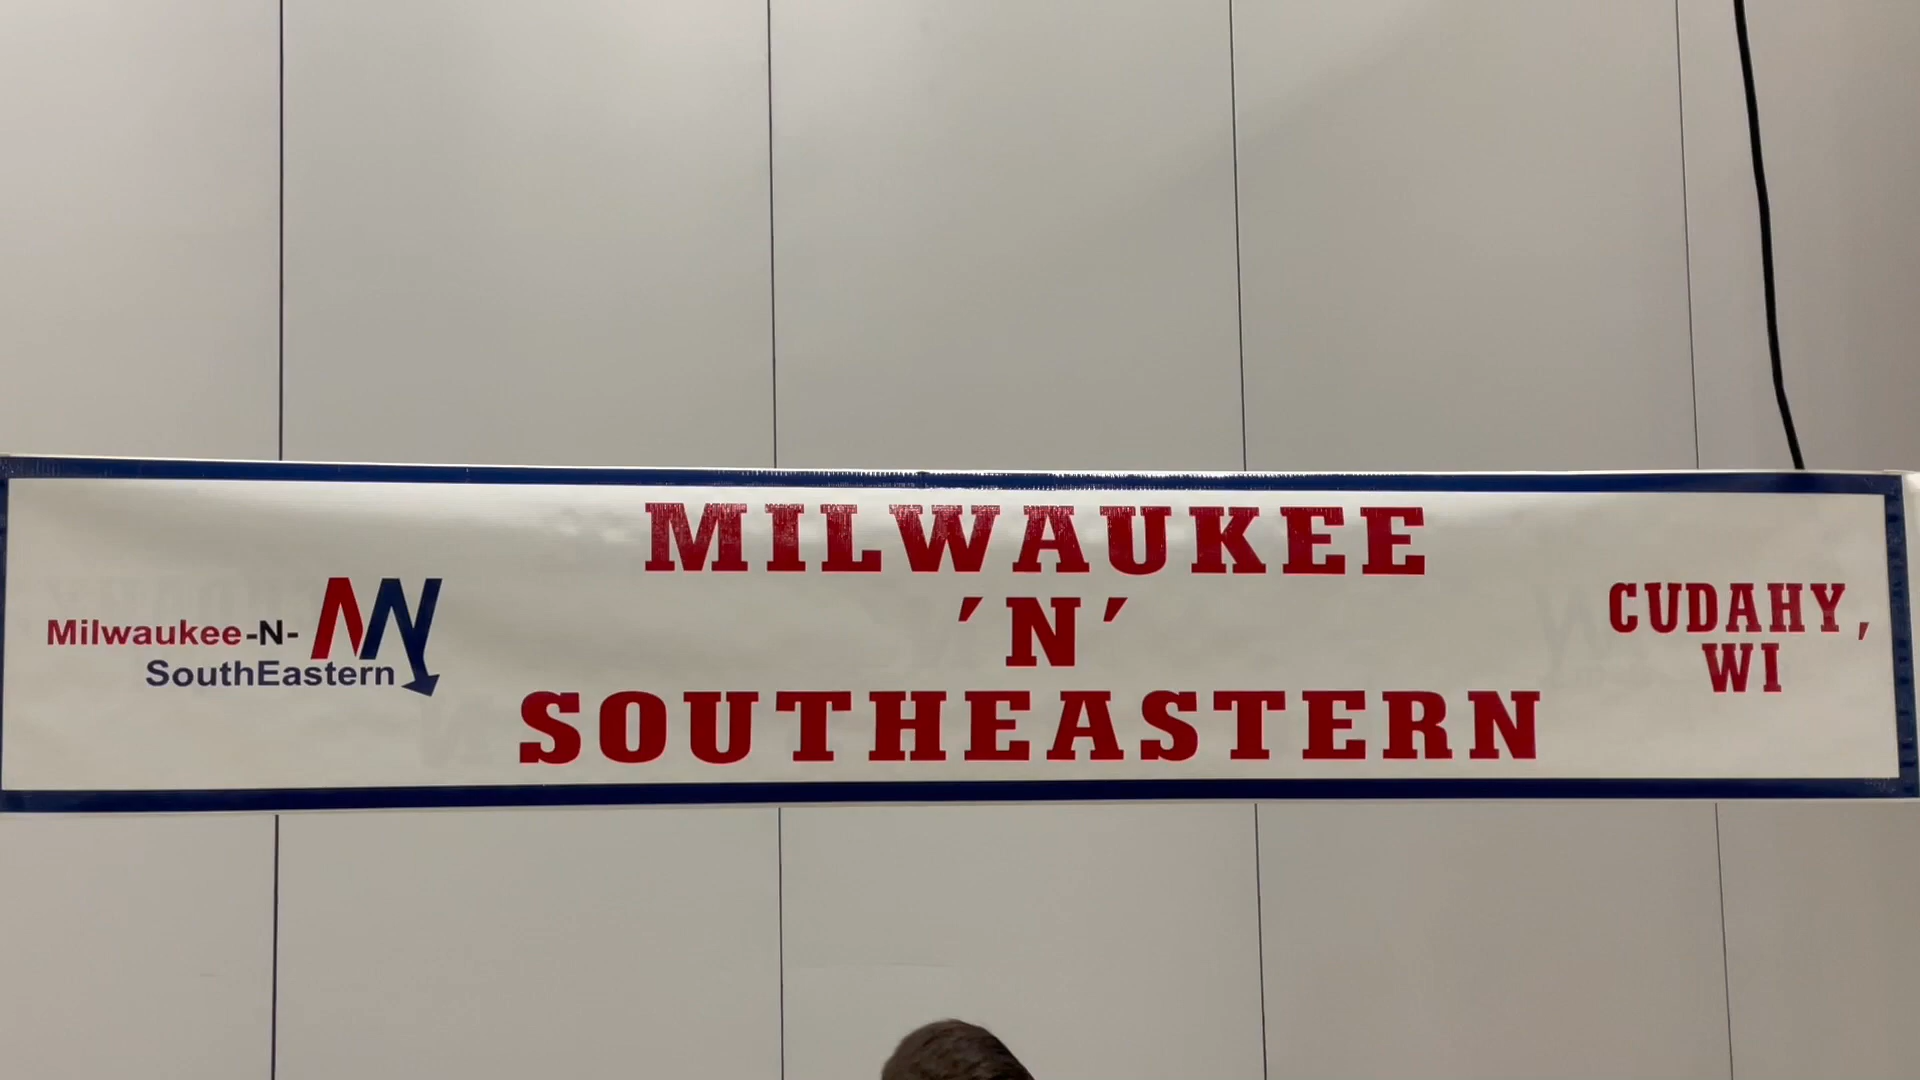 Milwaukee-N-
SouthEastern
MILWAUKEE
'N'
SOUTHEASTERN
CUDAHY,
WI